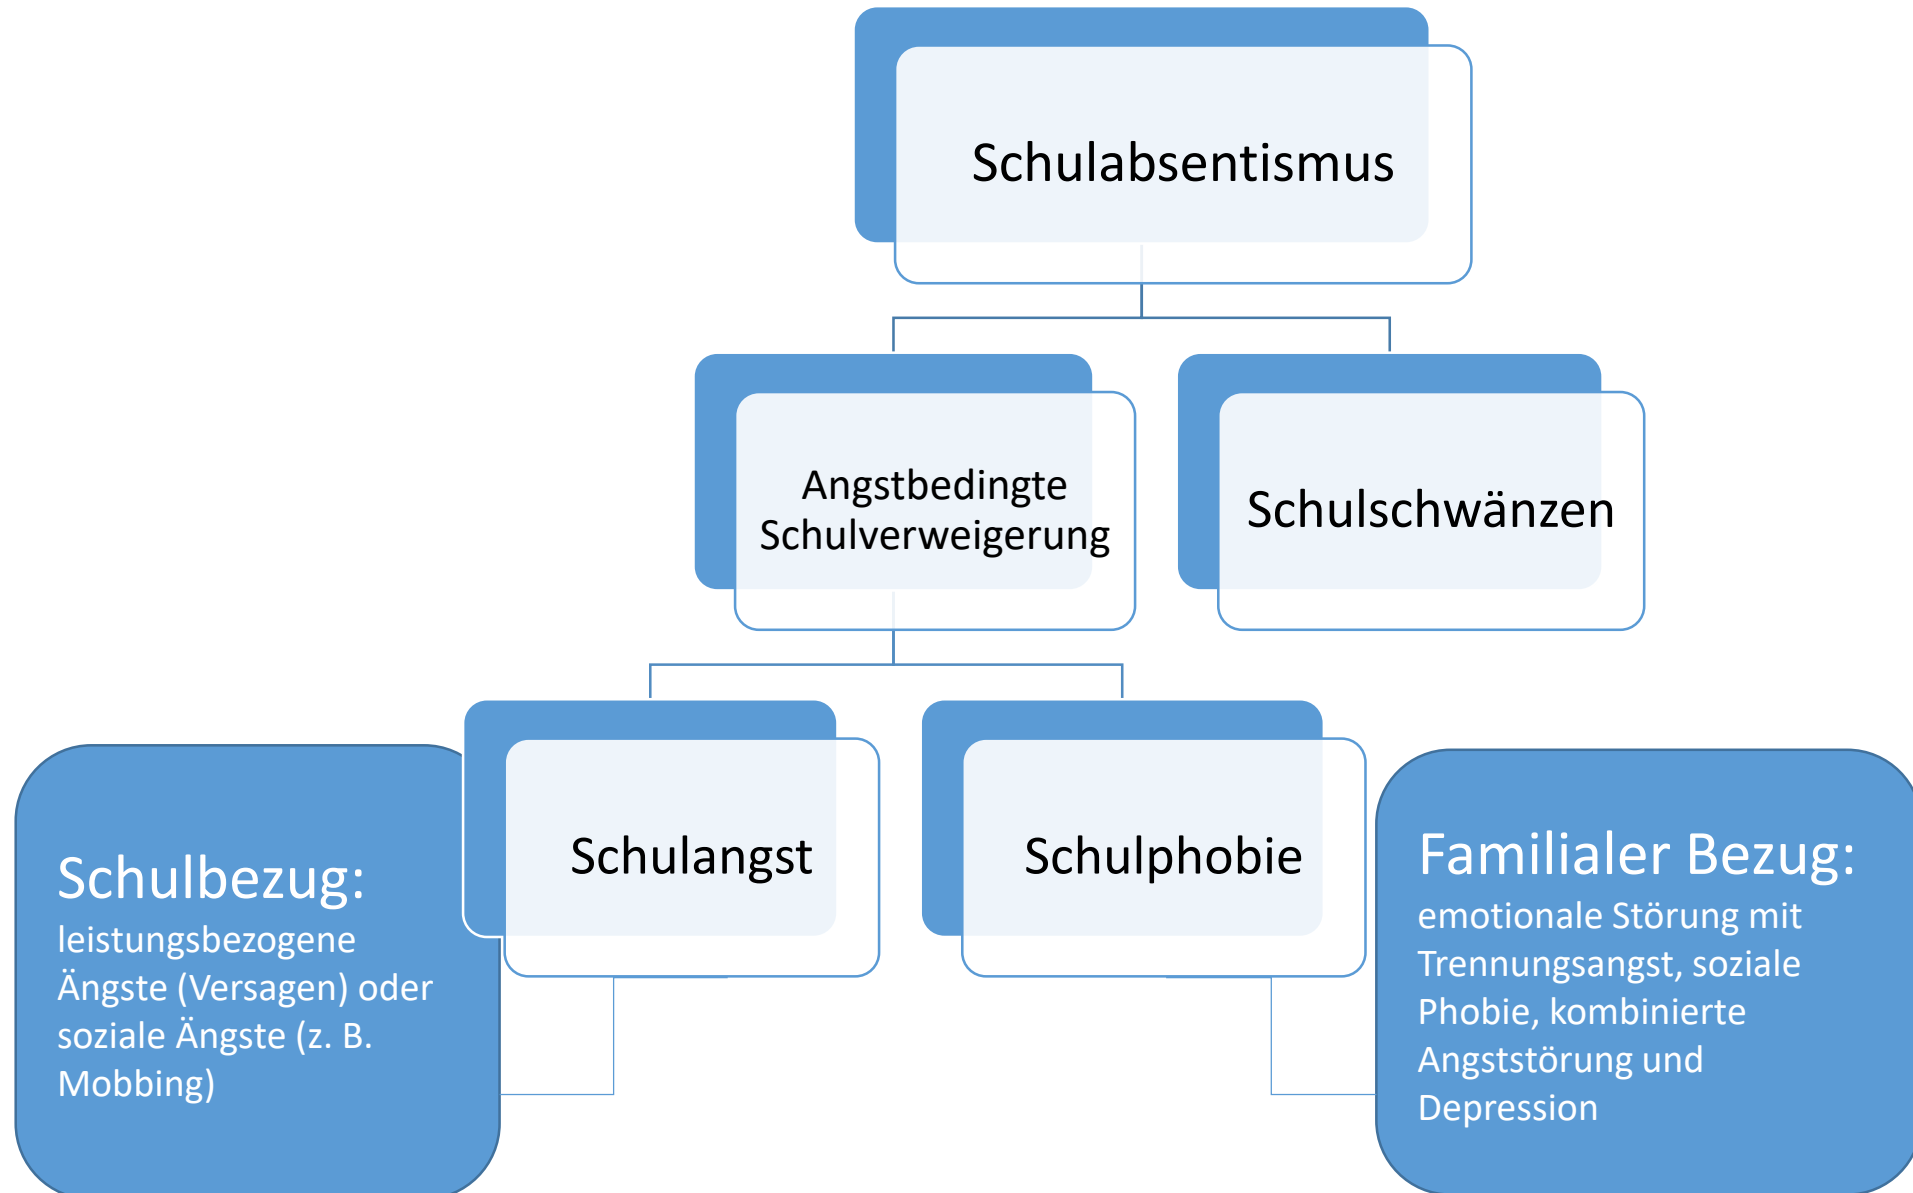 Schulabsentismus
Angstbedingte
Schulverweigerung
Schulschwänzen
Schulbezug:
leistungsbezogene
Ängste (Versagen) oder
soziale Ängste (z. B.
Mobbing)
Schulangst
Schulphobie
Familialer Bezug:
emotionale Störung mit
Trennungsangst, soziale
Phobie, kombinierte
Angststörung und
Depression